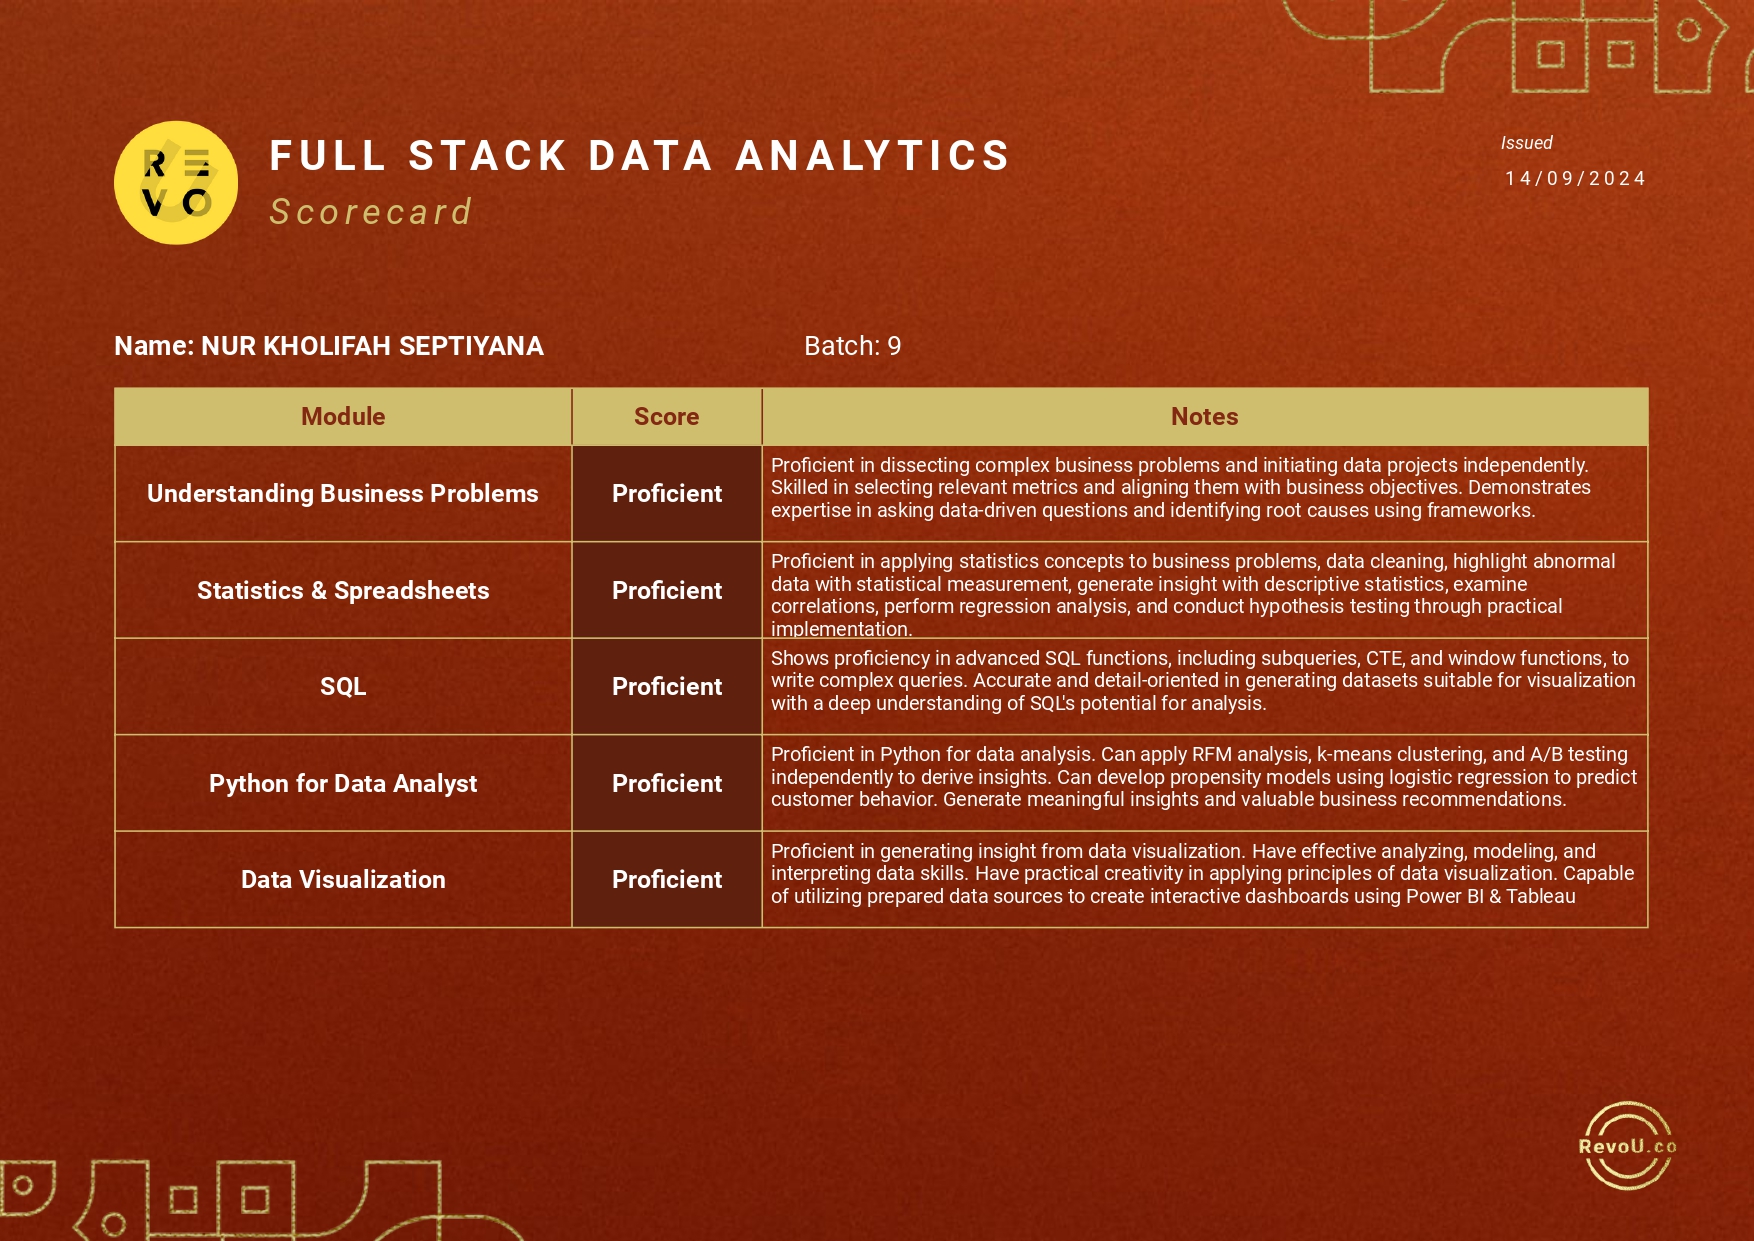 REVO
FULL STACK DATA ANALYTICS
Scorecard
Issued
14/09/2024
Name: NUR KHOLIFAH SEPTIYANA
Batch: 9
Module
Score
Notes
Understanding Business Problems
Proficient
Proficient in dissecting complex business problems and initiating data projects independently.
Skilled in selecting relevant metrics and aligning them with business objectives. Demonstrates
expertise in asking data-driven questions and identifying root causes using frameworks.
Statistics & Spreadsheets
Proficient
Proficient in applying statistics concepts to business problems, data cleaning, highlight abnormal
data with statistical measurement, generate insight with descriptive statistics, examine
correlations, perform regression analysis, and conduct hypothesis testing through practical
implementation.
SQL
Proficient
Shows proficiency in advanced SQL functions, including subqueries, CTE, and window functions, to
write complex queries. Accurate and detail-oriented in generating datasets suitable for visualization
with a deep understanding of SQL's potential for analysis.
Python for Data Analyst
Proficient
Proficient in Python for data analysis. Can apply RFM analysis, k-means clustering, and A/B testing
independently to derive insights. Can develop propensity models using logistic regression to predict
customer behavior. Generate meaningful insights and valuable business recommendations.
Data Visualization
Proficient
Proficient in generating insight from data visualization. Have effective analyzing, modeling, and
interpreting data skills. Have practical creativity in applying principles of data visualization. Capable
of utilizing prepared data sources to create interactive dashboards using Power BI & Tableau
RevoU.co